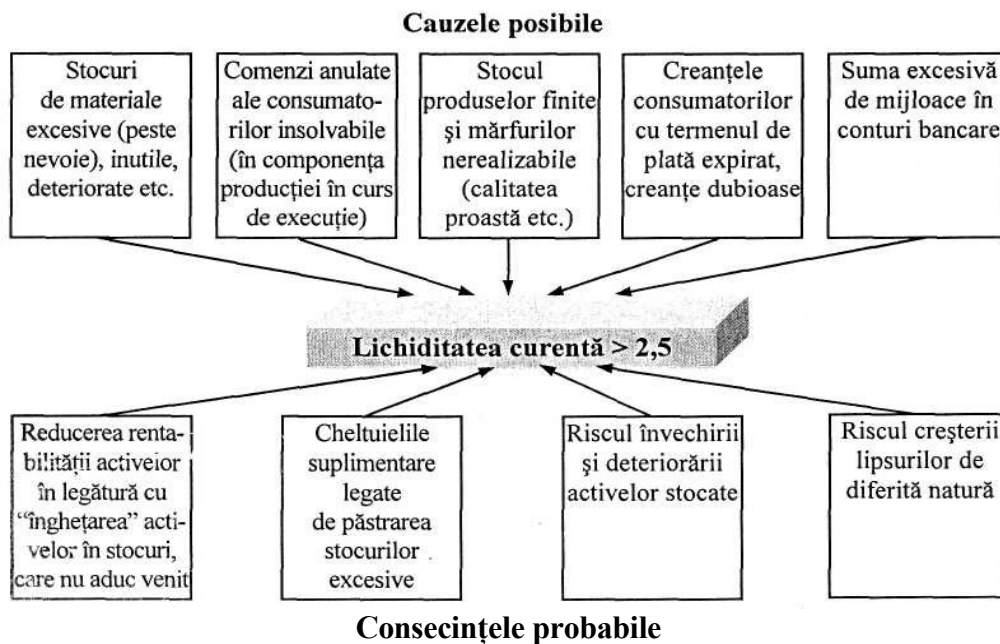 Cauzele posibile
Stocuri
de materiale
excesive (peste
nevoie), inutile,
deteriorate etc.
Comenzi anulate
ale consumato-
rilor insolvabile
(în componența
producției în curs
de execuție)
Stocul
produselor finite
și mărfurilor
nerealizabile
(calitatea
proastă etc.)
Creanțele
consumatorilor
cu termenul de
plată expirat,
creanțe dubioase
Suma excesivă
de mijloace în
conturi bancare
Lichiditatea curentă > 2,5
Reducerea renta-
bilității activelor
în legătură cu
“înghețarea” acti-
velor în stocuri,
care nu aduc venit
Cheltuielile
suplimentare
legate
de păstrarea
stocurilor
excesive
Riscul învechirii
și deteriorării
activelor stocate
Riscul creșterii
lipsurilor de
diferită natură
Consecințele probabile